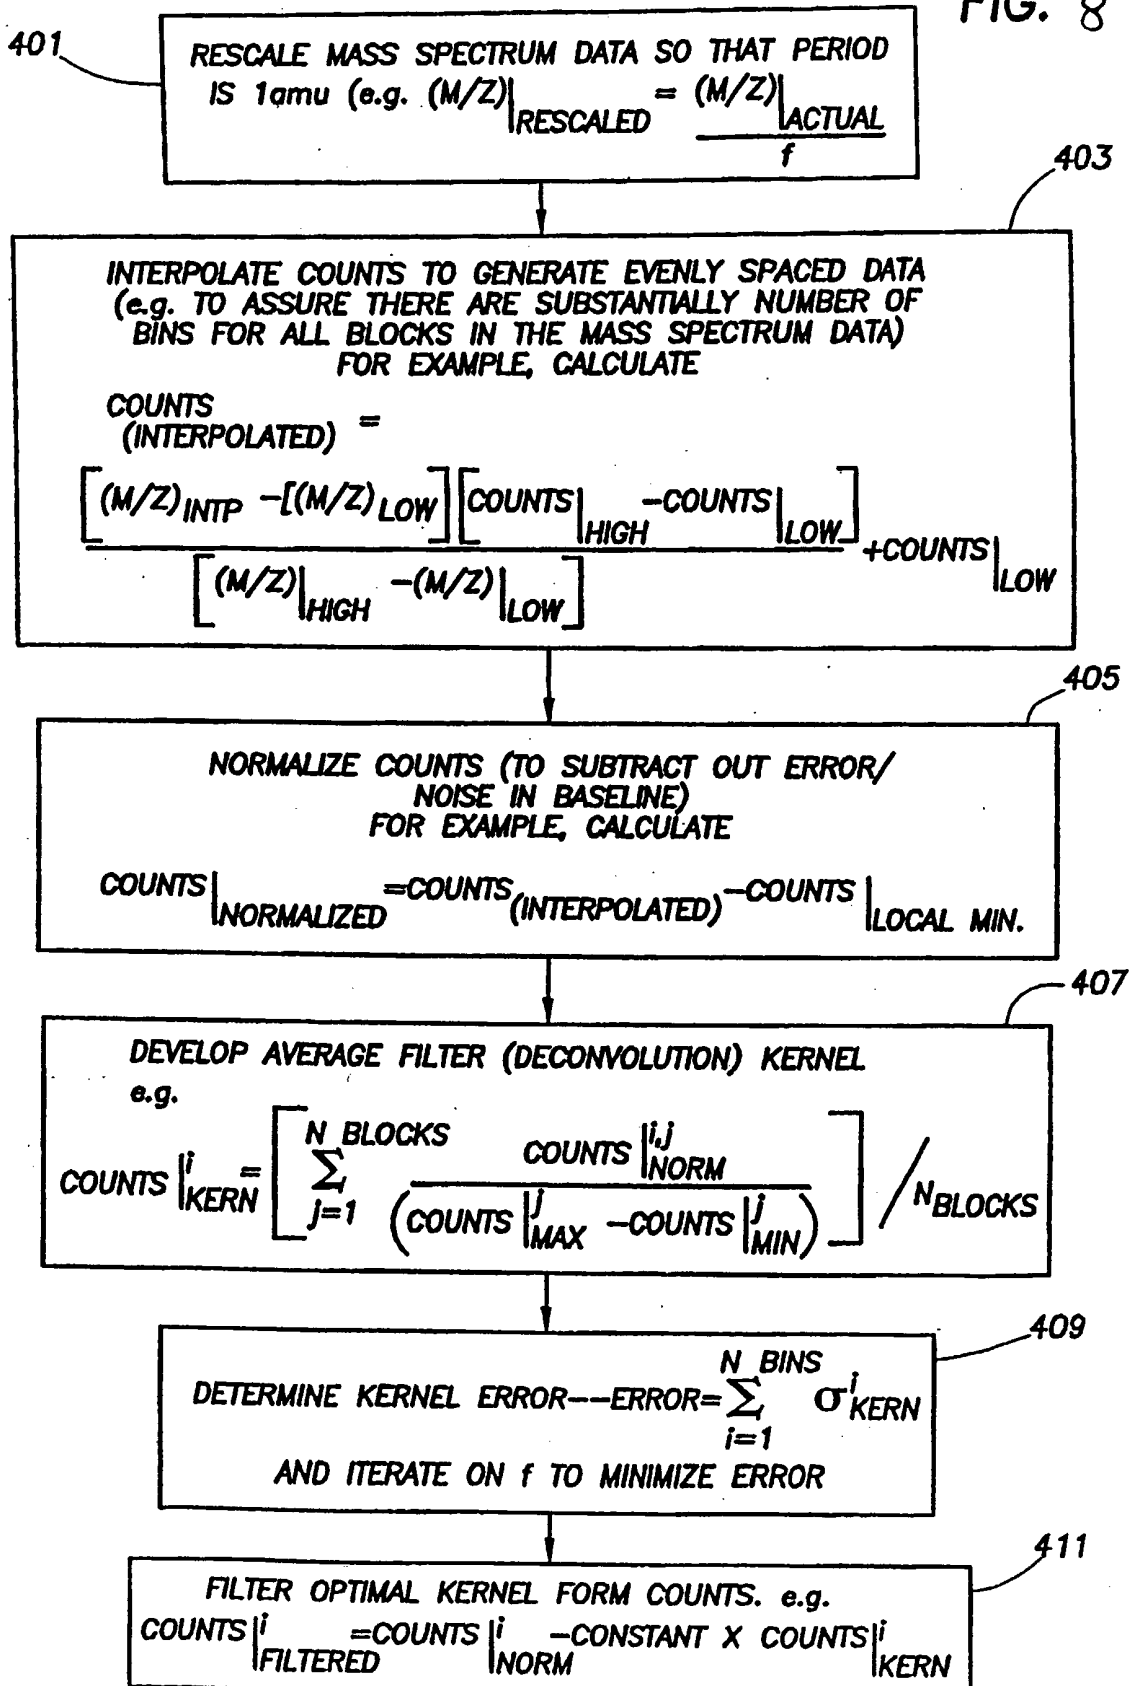 FIG. 8
401
RESCALE MASS SPECTRUM DATA SO THAT PERIOD
IS 1amu (e.g. (M/Z)|RESCALED = (M/Z)|ACTUAL
f
403
INTERPOLATE COUNTS TO GENERATE EVENLY SPACED DATA
(e.g. TO ASSURE THERE ARE SUBSTANTIALLY NUMBER OF
BINS FOR ALL BLOCKS IN THE MASS SPECTRUM DATA)
FOR EXAMPLE, CALCULATE
COUNTS
(INTERPOLATED) =
[(M/Z)INTP -[(M/Z)LOW] [COUNTS|HIGH -COUNTS|LOW]
+COUNTS|LOW
[(M/Z)|HIGH -(M/Z)|LOW]
405
NORMALIZE COUNTS (TO SUBTRACT OUT ERROR/
NOISE IN BASELINE)
FOR EXAMPLE, CALCULATE
COUNTS|NORMALIZED =COUNTS(INTERPOLATED) -COUNTS|LOCAL MIN.
407
DEVELOP AVERAGE FILTER (DECONVOLUTION) KERNEL
e.g.
N BLOCKS
COUNTS|i KERN = [ Σ COUNTS|i,j NORM ] / NBLOCKS
j=1 (COUNTS|j MAX -COUNTS|j MIN)
409
N BINS
DETERMINE KERNEL ERROR--ERROR= Σ σi KERN
i=1
AND ITERATE ON f TO MINIMIZE ERROR
411
FILTER OPTIMAL KERNEL FORM COUNTS. e.g.
COUNTS|i FILTERED =COUNTS|i NORM -CONSTANT X COUNTS|i KERN